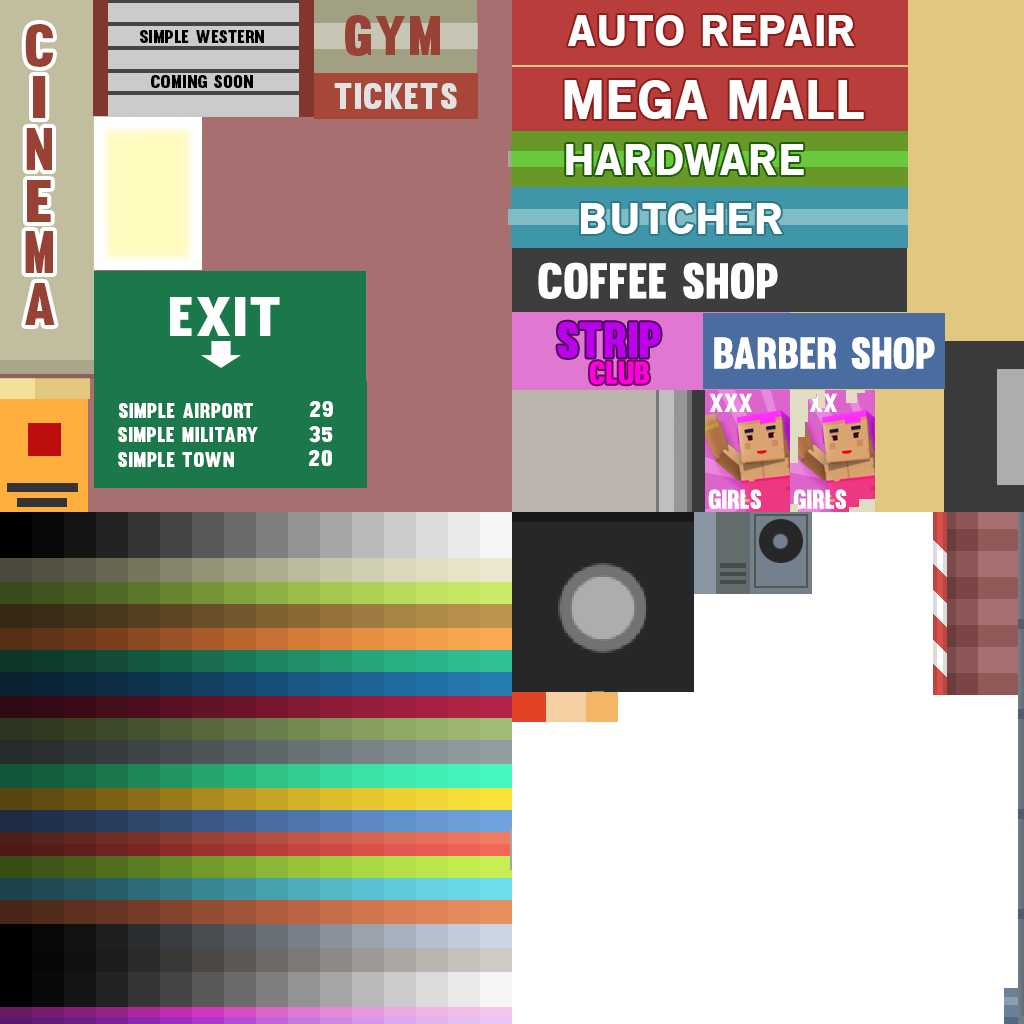 CINEMA
SIMPLE WESTERN
COMING SOON
GYM
TICKETS
EXIT
SIMPLE AIRPORT 29
SIMPLE MILITARY 35
SIMPLE TOWN 20
AUTO REPAIR
MEGA MALL
HARDWARE
BUTCHER
COFFEE SHOP
STRIP
CLUB
BARBER SHOP
XXX
GIRLS
XX
GIRLS